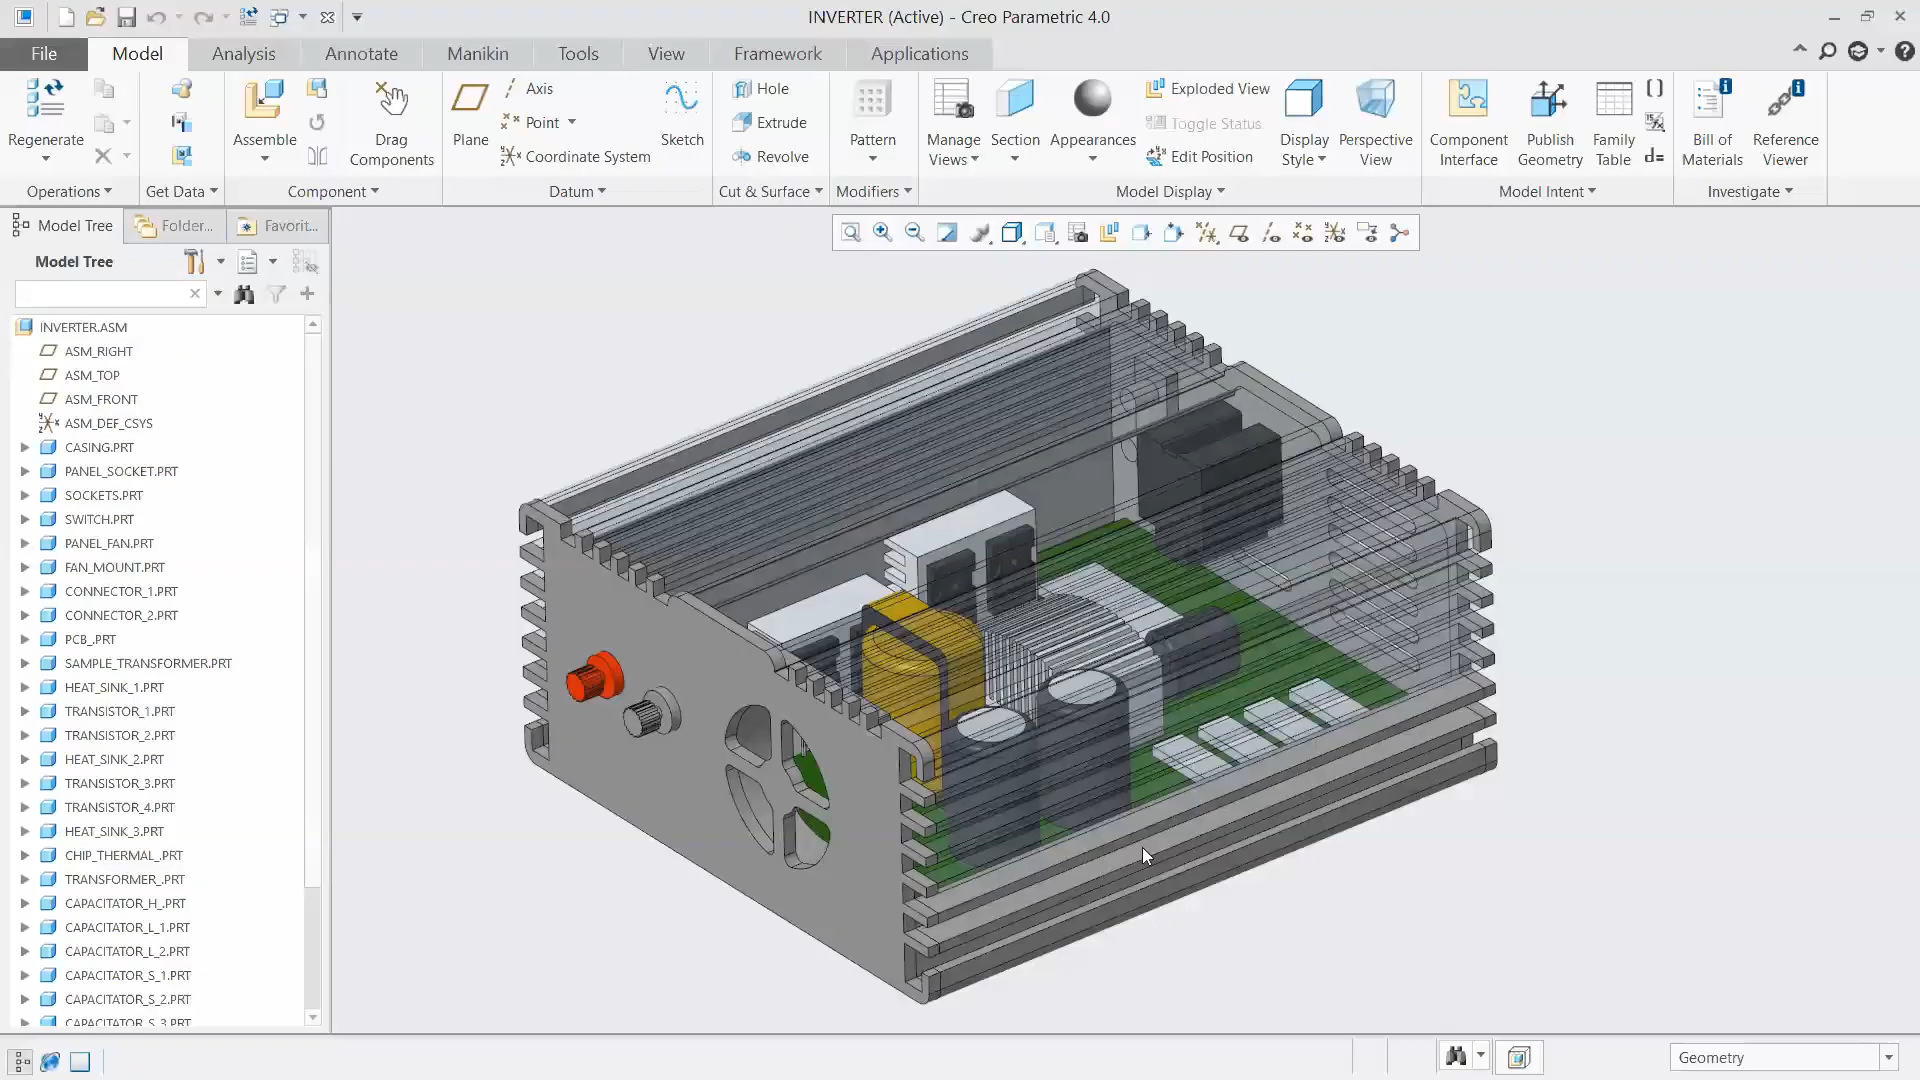 INVERTER (Active) - Creo Parametric 4.0
File
Model
Analysis
Annotate
Manikin
Tools
View
Framework
Applications
Regenerate
Assemble
Drag
Components
Plane
Axis
Point
Coordinate System
Sketch
Hole
Extrude
Revolve
Pattern
Manage
Views
Section
Appearances
Exploded View
Toggle Status
Edit Position
Display
Style
Perspective
View
Component
Interface
Publish
Geometry
Family
Table
Bill of
Materials
Reference
Viewer
Operations
Get Data
Component
Datum
Cut & Surface
Modifiers
Model Display
Model Intent
Investigate
Model Tree
Folder...
Favorit...
Model Tree
INVERTER.ASM
ASM_RIGHT
ASM_TOP
ASM_FRONT
ASM_DEF_CSYS
CASING.PRT
PANEL_SOCKET.PRT
SOCKETS.PRT
SWITCH.PRT
PANEL_FAN.PRT
FAN_MOUNT.PRT
CONNECTOR_1.PRT
CONNECTOR_2.PRT
PCB_.PRT
SAMPLE_TRANSFORMER.PRT
HEAT_SINK_1.PRT
TRANSISTOR_1.PRT
TRANSISTOR_2.PRT
HEAT_SINK_2.PRT
TRANSISTOR_3.PRT
TRANSISTOR_4.PRT
HEAT_SINK_3.PRT
CHIP_THERMAL_.PRT
TRANSFORMER_.PRT
CAPACITATOR_H_.PRT
CAPACITATOR_L_1.PRT
CAPACITATOR_L_2.PRT
CAPACITATOR_S_1.PRT
CAPACITATOR_S_2.PRT
CAPACITATOR_S_3.PRT
Geometry